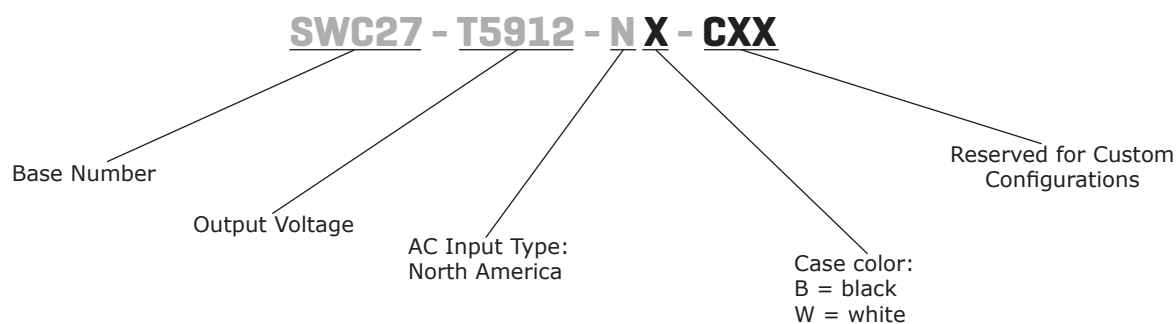 SWC27 - T5912 - N X - CXX
Base Number
Output Voltage
AC Input Type:
North America
Case color:
B = black
W = white
Reserved for Custom
Configurations